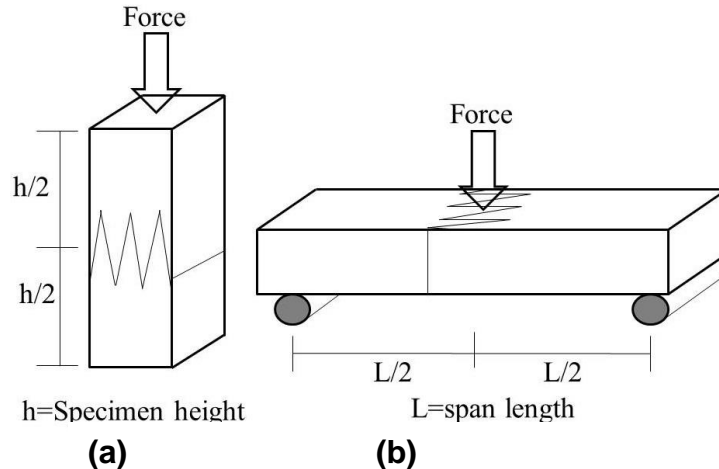 Force
h/2
h/2
h=Specimen height
(a)
Force
L/2 L/2
L=span length
(b)